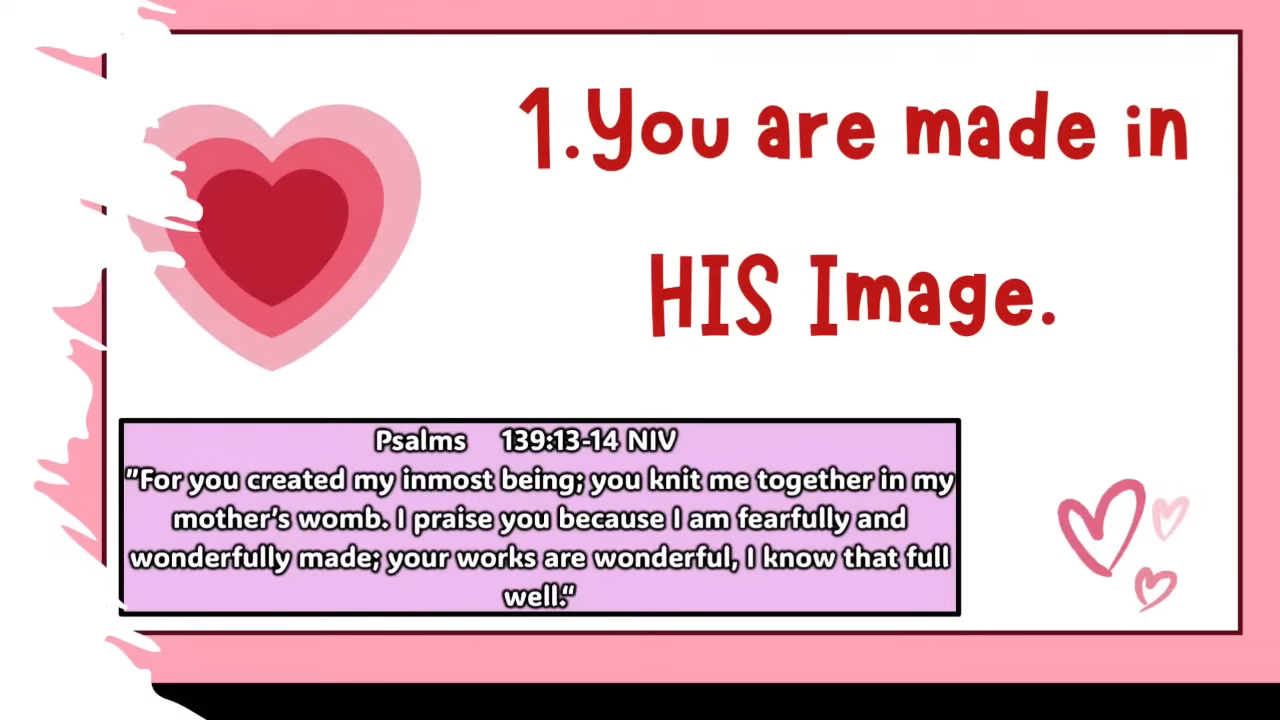 1.You are made in
HIS Image.
Psalms 139:13-14 NIV
"For you created my inmost being; you knit me together in my
mother's womb. I praise you because I am fearfully and
wonderfully made; your works are wonderful, I know that full
well."